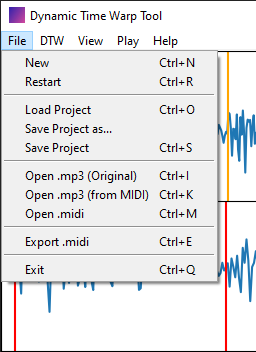 Dynamic Time Warp Tool
File DTW View Play Help
New Ctrl+N
Restart Ctrl+R
Load Project Ctrl+O
Save Project as...
Save Project Ctrl+S
Open .mp3 (Original) Ctrl+I
Open .mp3 (from MIDI) Ctrl+K
Open .midi Ctrl+M
Export .midi Ctrl+E
Exit Ctrl+Q